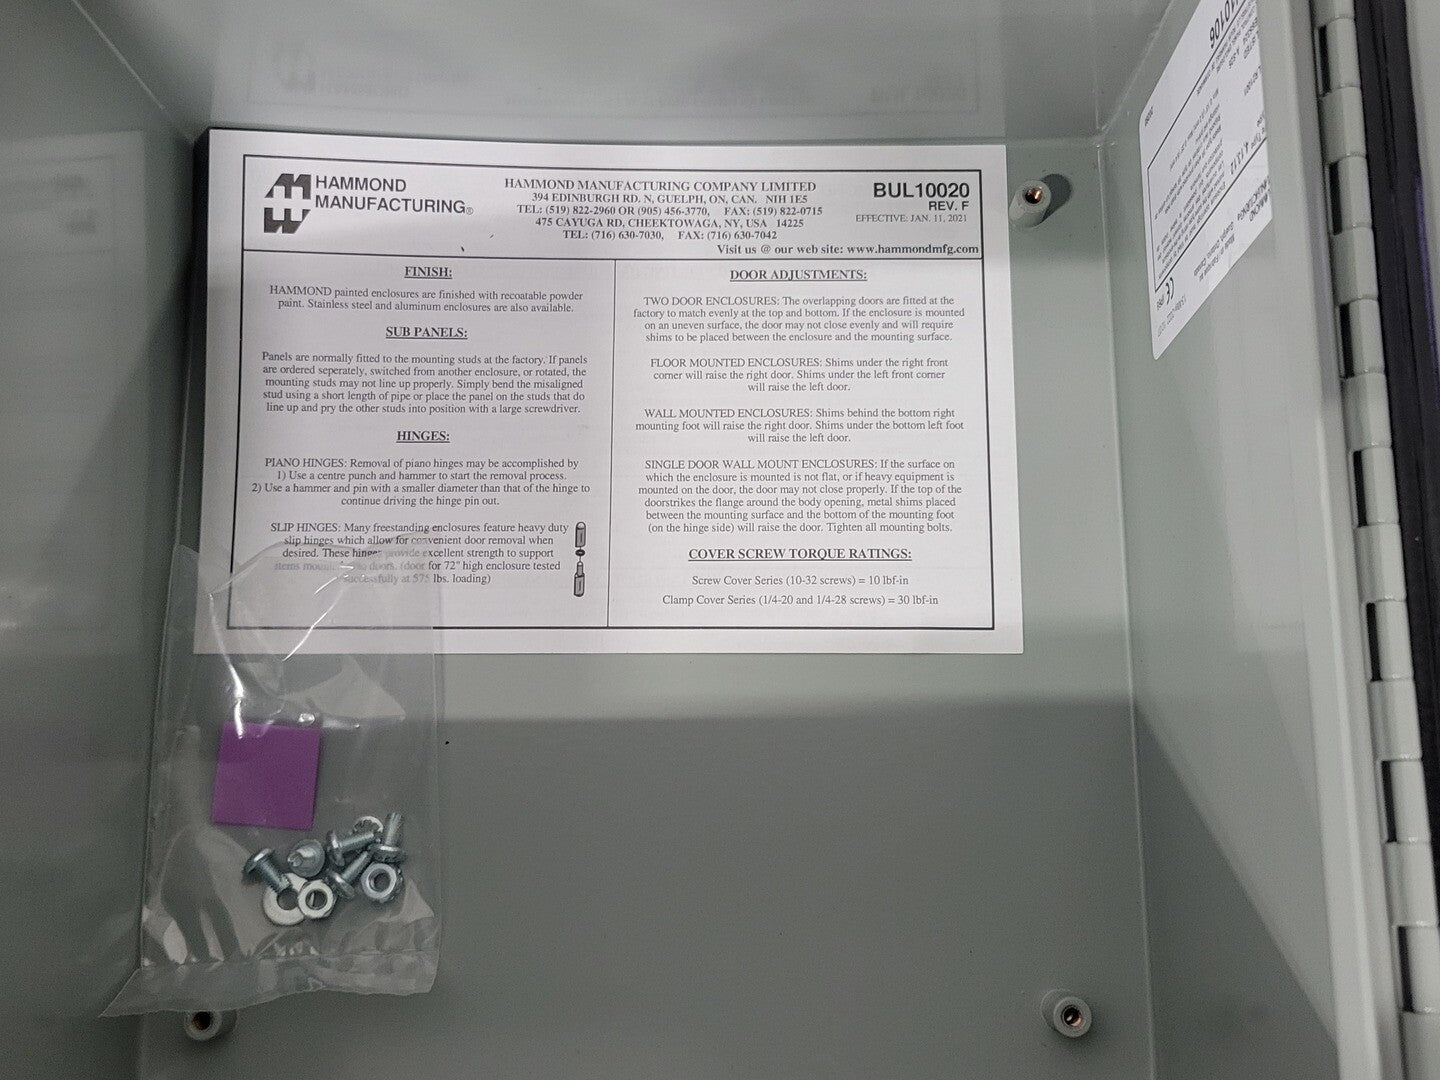 HAMMOND
MANUFACTURING®
HAMMOND MANUFACTURING COMPANY LIMITED
394 EDINBURGH RD. N, GUELPH, ON, CAN. N1H 1E5
TEL: (519) 822-2960 OR (905) 456-3770, FAX: (519) 822-0715
475 CAYUGA RD, CHEEKTOWAGA, NY, USA 14225
TEL: (716) 630-7030, FAX: (716) 630-7042
BUL10020
REV. F
EFFECTIVE: JAN. 11, 2021
Visit us @ our web site: www.hammondmfg.com
FINISH:
HAMMOND painted enclosures are finished with recoatable powder
paint. Stainless steel and aluminum enclosures are also available.
SUB PANELS:
Panels are normally fitted to the mounting studs at the factory. If panels
are ordered seperately, switched from another enclosure, or rotated, the
mounting studs may not line up properly. Simply bend the misaligned
stud using a short length of pipe or place the panel on the studs that do
line up and pry the other studs into position with a large screwdriver.
HINGES:
PIANO HINGES: Removal of piano hinges may be accomplished by
1) Use a centre punch and hammer to start the removal process.
2) Use a hammer and pin with a smaller diameter than that of the hinge to
continue driving the hinge pin out.
SLIP HINGES: Many freestanding enclosures feature heavy duty
slip hinges which allow for convenient door removal when
desired. These hinges provide excellent strength to support
items doors. (door for 72" high enclosure tested
successfully at 575 lbs. loading)
DOOR ADJUSTMENTS:
TWO DOOR ENCLOSURES: The overlapping doors are fitted at the
factory to match evenly at the top and bottom. If the enclosure is mounted
on an uneven surface, the door may not close evenly and will require
shims to be placed between the enclosure and the mounting surface.
FLOOR MOUNTED ENCLOSURES: Shims under the right front
corner will raise the right door. Shims under the left front corner
will raise the left door.
WALL MOUNTED ENCLOSURES: Shims behind the bottom right
mounting foot will raise the right door. Shims under the bottom left foot
will raise the left door.
SINGLE DOOR WALL MOUNT ENCLOSURES: If the surface on
which the enclosure is mounted is not flat, or if heavy equipment is
mounted on the door, the door may not close properly. If the top of the
doorstrikes the flange around the body opening, metal shims placed
between the mounting surface and the bottom of the mounting foot
(on the hinge side) will raise the door. Tighten all mounting bolts.
COVER SCREW TORQUE RATINGS:
Screw Cover Series (10-32 screws) = 10 lbf-in
Clamp Cover Series (1/4-20 and 1/4-28 screws) = 30 lbf-in
HAMMOND
MANUFACTURING®